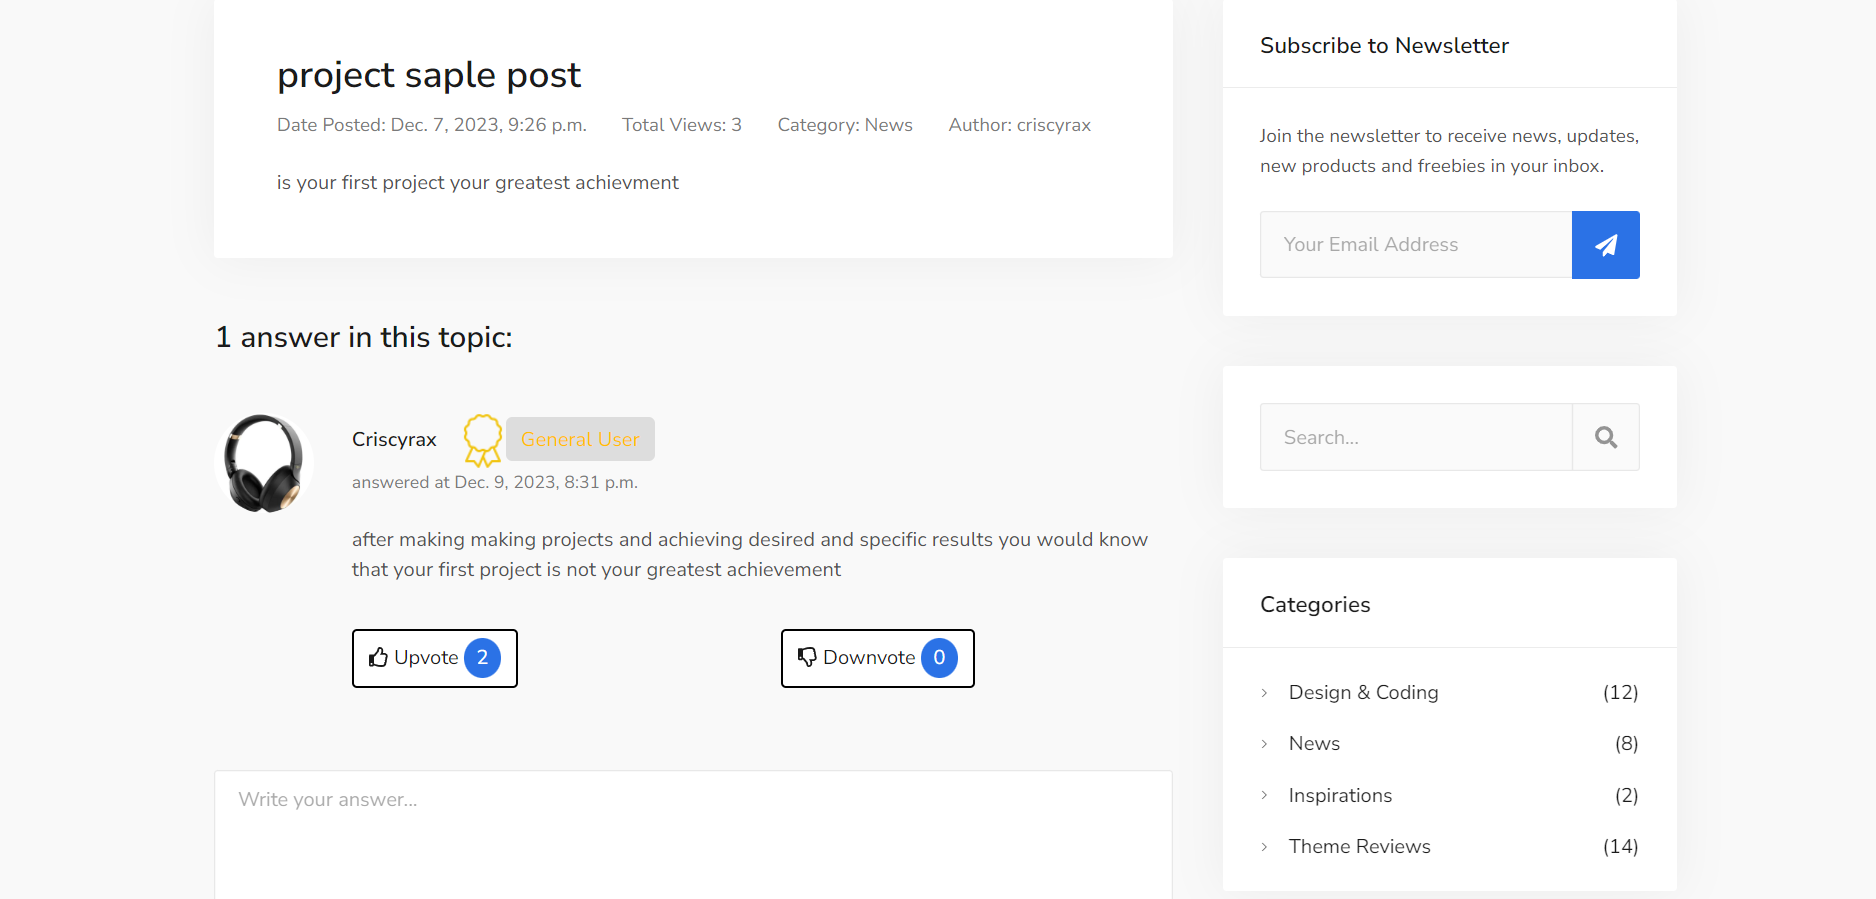 project saple post
Date Posted: Dec. 7, 2023, 9:26 p.m. Total Views: 3 Category: News Author: criscyrax
is your first project your greatest achievment
1 answer in this topic:
Criscyrax General User
answered at Dec. 9, 2023, 8:31 p.m.
after making making projects and achieving desired and specific results you would know
that your first project is not your greatest achievement
Upvote 2 Downvote 0
Write your answer...
Subscribe to Newsletter
Join the newsletter to receive news, updates,
new products and freebies in your inbox.
Your Email Address
Search...
Categories
Design & Coding (12)
News (8)
Inspirations (2)
Theme Reviews (14)